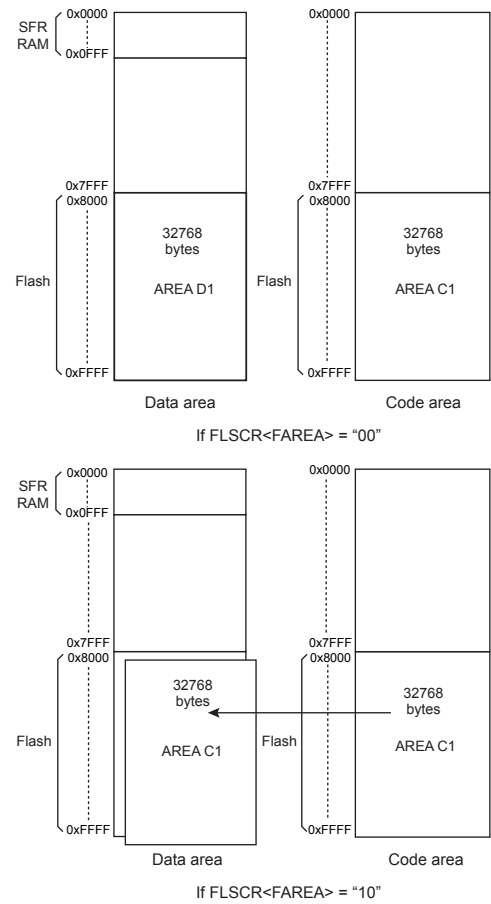 0x0000
SFR
RAM
0x0FFF
0x7FFF
0x8000
32768
bytes
Flash
AREA D1
0xFFFF
Data area
0x0000
0x7FFF
0x8000
32768
bytes
Flash
AREA C1
0xFFFF
Code area
If FLSCR<FAREA> = “00”
0x0000
SFR
RAM
0x0FFF
0x7FFF
0x8000
32768
bytes
Flash
AREA C1
0xFFFF
Data area
0x0000
0x7FFF
0x8000
32768
bytes
Flash
AREA C1
0xFFFF
Code area
If FLSCR<FAREA> = “10”